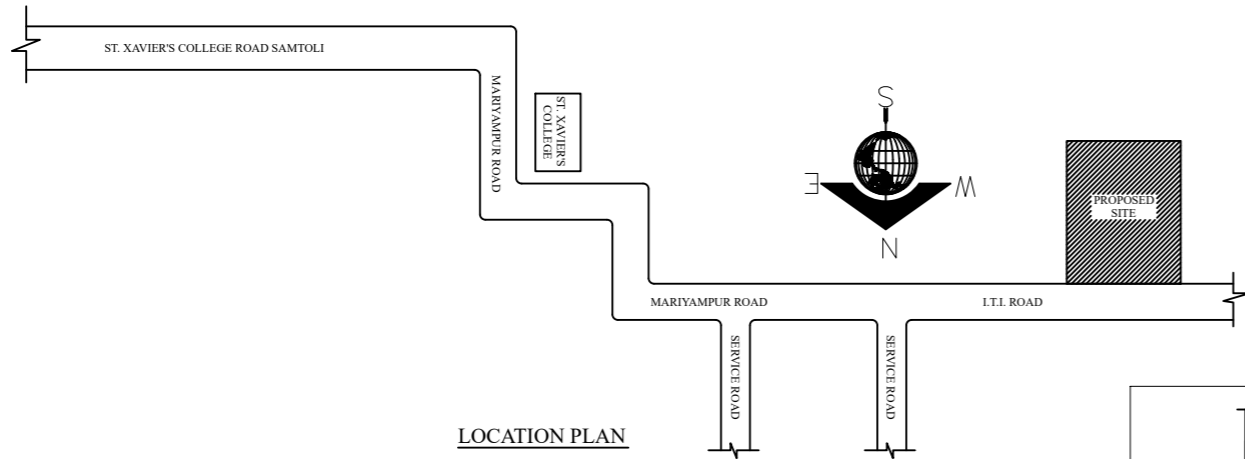 ST. XAVIER'S COLLEGE ROAD SAMTOLI
MARIYAMPUR ROAD
ST. XAVIER'S
COLLEGE
S
E
W
N
PROPOSED
SITE
MARIYAMPUR ROAD
I.T.I. ROAD
SERVICE ROAD
SERVICE ROAD
LOCATION PLAN